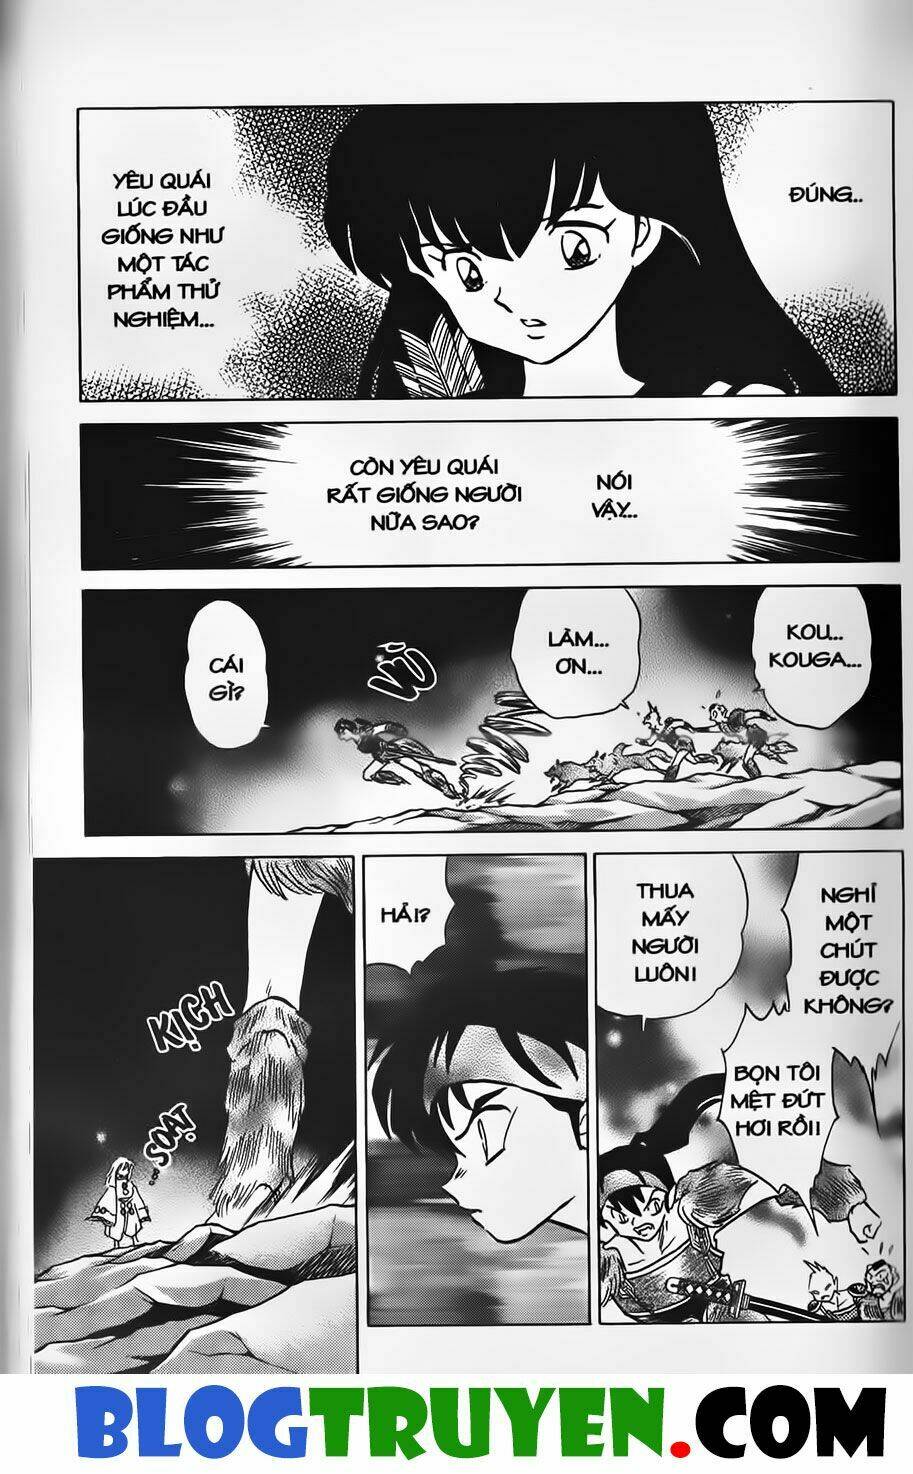 ĐÚNG...
YÊU QUÁI
LÚC ĐẦU
GIỐNG NHƯ
MỘT TÁC
PHẨM THỬ
NGHIỆM...
NÓI
VẬY...
CÒN YÊU QUÁI
RẤT GIỐNG NGƯỜI
NỮA SAO?
KOU...
KOUGA...
LÀM...
ƠN...
VÙ
CÁI
GÌ?
NGHỈ
MỘT
CHÚT
ĐƯỢC
KHÔNG?
BỌN TÔI
MỆT ĐỨT
HƠI RỒI!
THUA
MẤY
NGƯỜI
LUÔN!
HẢ!?
KỊCH
SOẠT
BLOGTRUYEN.COM